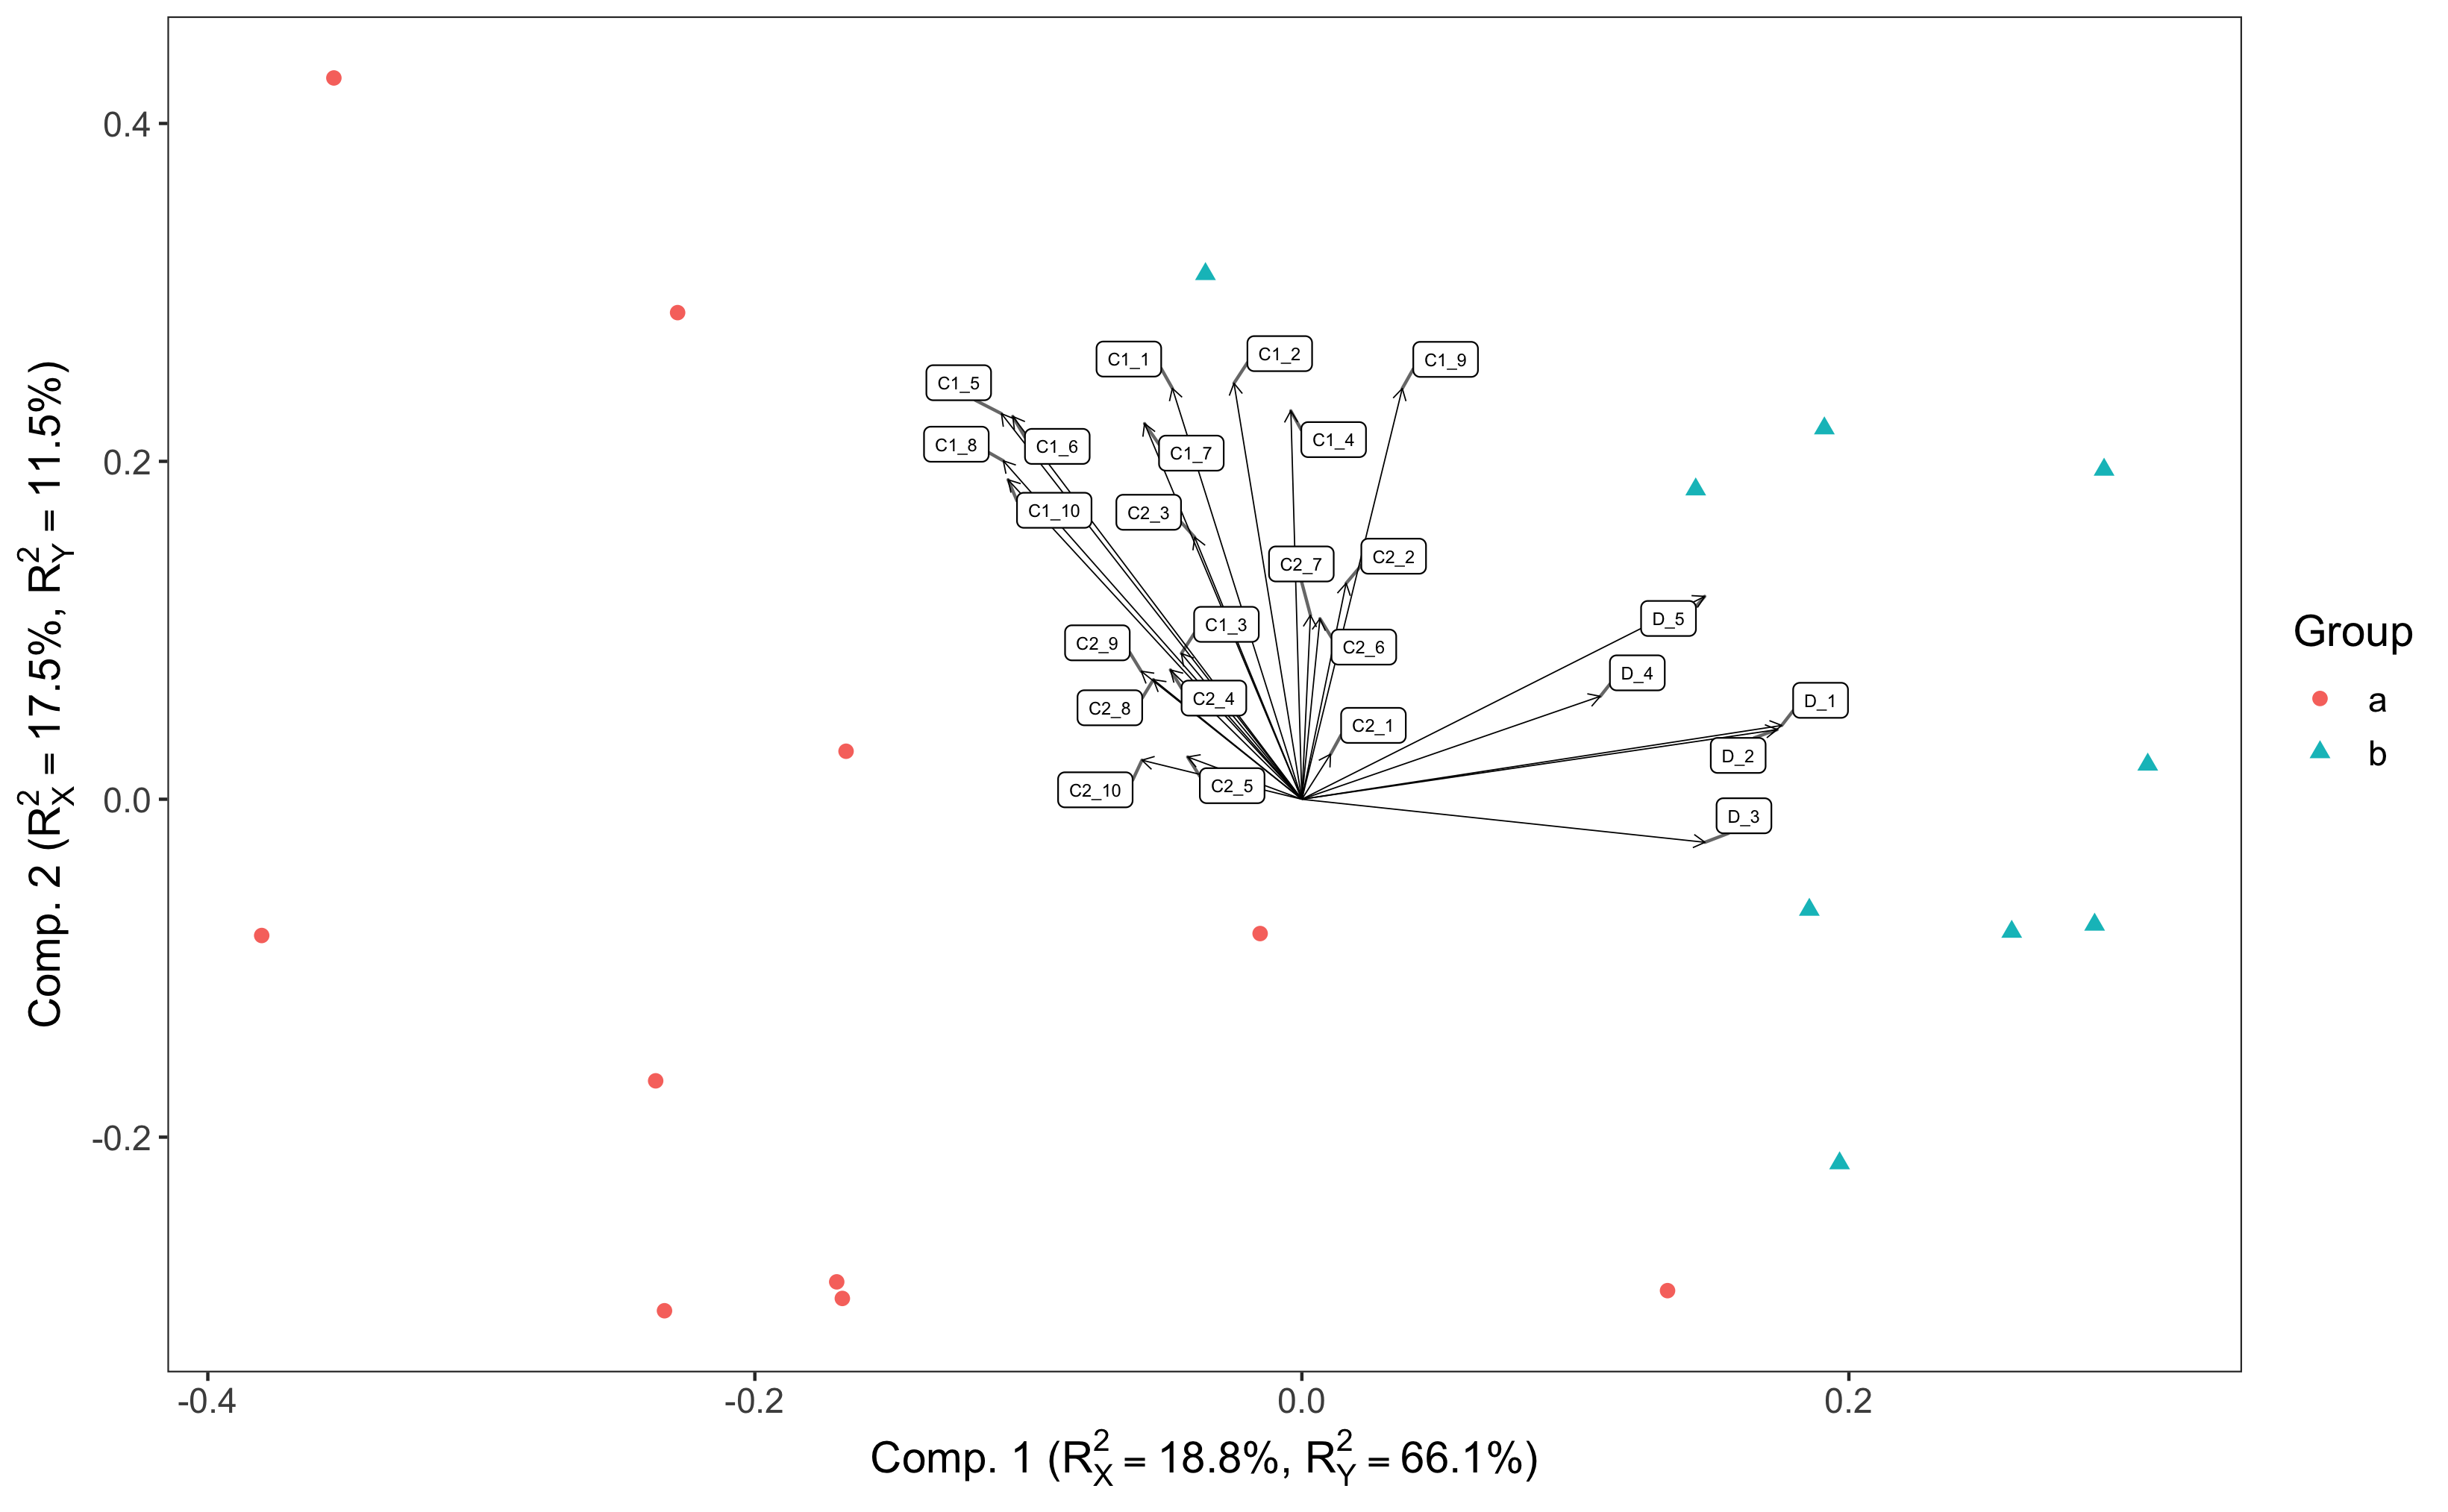 0.4
0.2
0.0
-0.2
-0.4
-0.2
0.0
0.2
Comp. 2 (R²X = 17.5%, R²Y = 11.5%)
Comp. 1 (R²X = 18.8%, R²Y = 66.1%)
C1_1
C1_2
C1_9
C1_5
C1_8
C1_6
C1_7
C1_4
C1_10
C2_3
C2_7
C2_2
C1_3
C2_9
C2_6
C2_8
C2_4
C2_1
C2_10
C2_5
D_5
D_4
D_1
D_2
D_3
Group
a
b